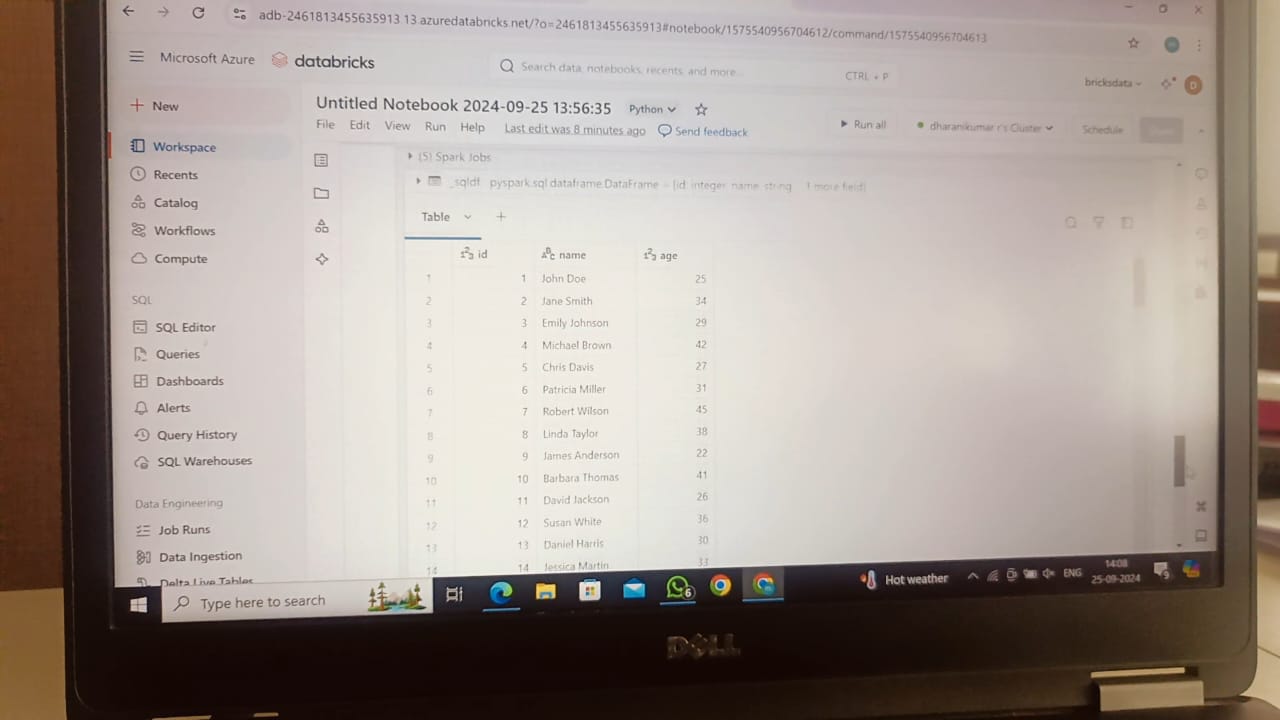 adb-2461813455635913.13.azuredatabricks.net/?o=2461813455635913#notebook/1575540956704612/command/1575540956704613
Microsoft Azure databricks
Search data, notebooks, recents, and more... CTRL + P
bricksdata
D
New
Untitled Notebook 2024-09-25 13:56:35 Python
File Edit View Run Help Last edit was 8 minutes ago Send feedback
Run all dharanikumar r's Cluster Schedule
Workspace
Recents
Catalog
Workflows
Compute
SQL
SQL Editor
Queries
Dashboards
Alerts
Query History
SQL Warehouses
Data Engineering
Job Runs
Data Ingestion
Delta Live Tables
(5) Spark Jobs
_sqldf: pyspark.sql.dataframe.DataFrame = [id: integer, name: string ... 1 more field]
Table +
id name age
1 1 John Doe 25
2 2 Jane Smith 34
3 3 Emily Johnson 29
4 4 Michael Brown 42
5 5 Chris Davis 27
6 6 Patricia Miller 31
7 7 Robert Wilson 45
8 8 Linda Taylor 38
9 9 James Anderson 22
10 10 Barbara Thomas 41
11 11 David Jackson 26
12 12 Susan White 36
13 13 Daniel Harris 30
14 14 Jessica Martin 33
Type here to search
6
Hot weather
ENG
14:08
25-09-2024
9
DELL